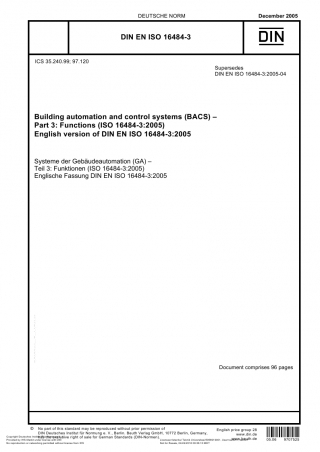 DEUTSCHE NORM
December 2005
DIN EN ISO 16484-3
DIN
ICS 35.240.99; 97.120
Supersedes
DIN EN ISO 16484-3:2005-04
Building automation and control systems (BACS) –
Part 3: Functions (ISO 16484-3:2005)
English version of DIN EN ISO 16484-3:2005
Systeme der Gebäudeautomation (GA) –
Teil 3: Funktionen (ISO 16484-3:2005)
Englische Fassung DIN EN ISO 16484-3:2005
Document comprises 96 pages
© No part of this standard may be reproduced without prior permission of
DIN Deutsches Institut für Normung e. V., Berlin. Beuth Verlag GmbH, 10772 Berlin, Germany,
has the exclusive right of sale for German Standards (DIN-Normen).
English price group 28
www.din.de
www.beuth.de
05.06 9701520